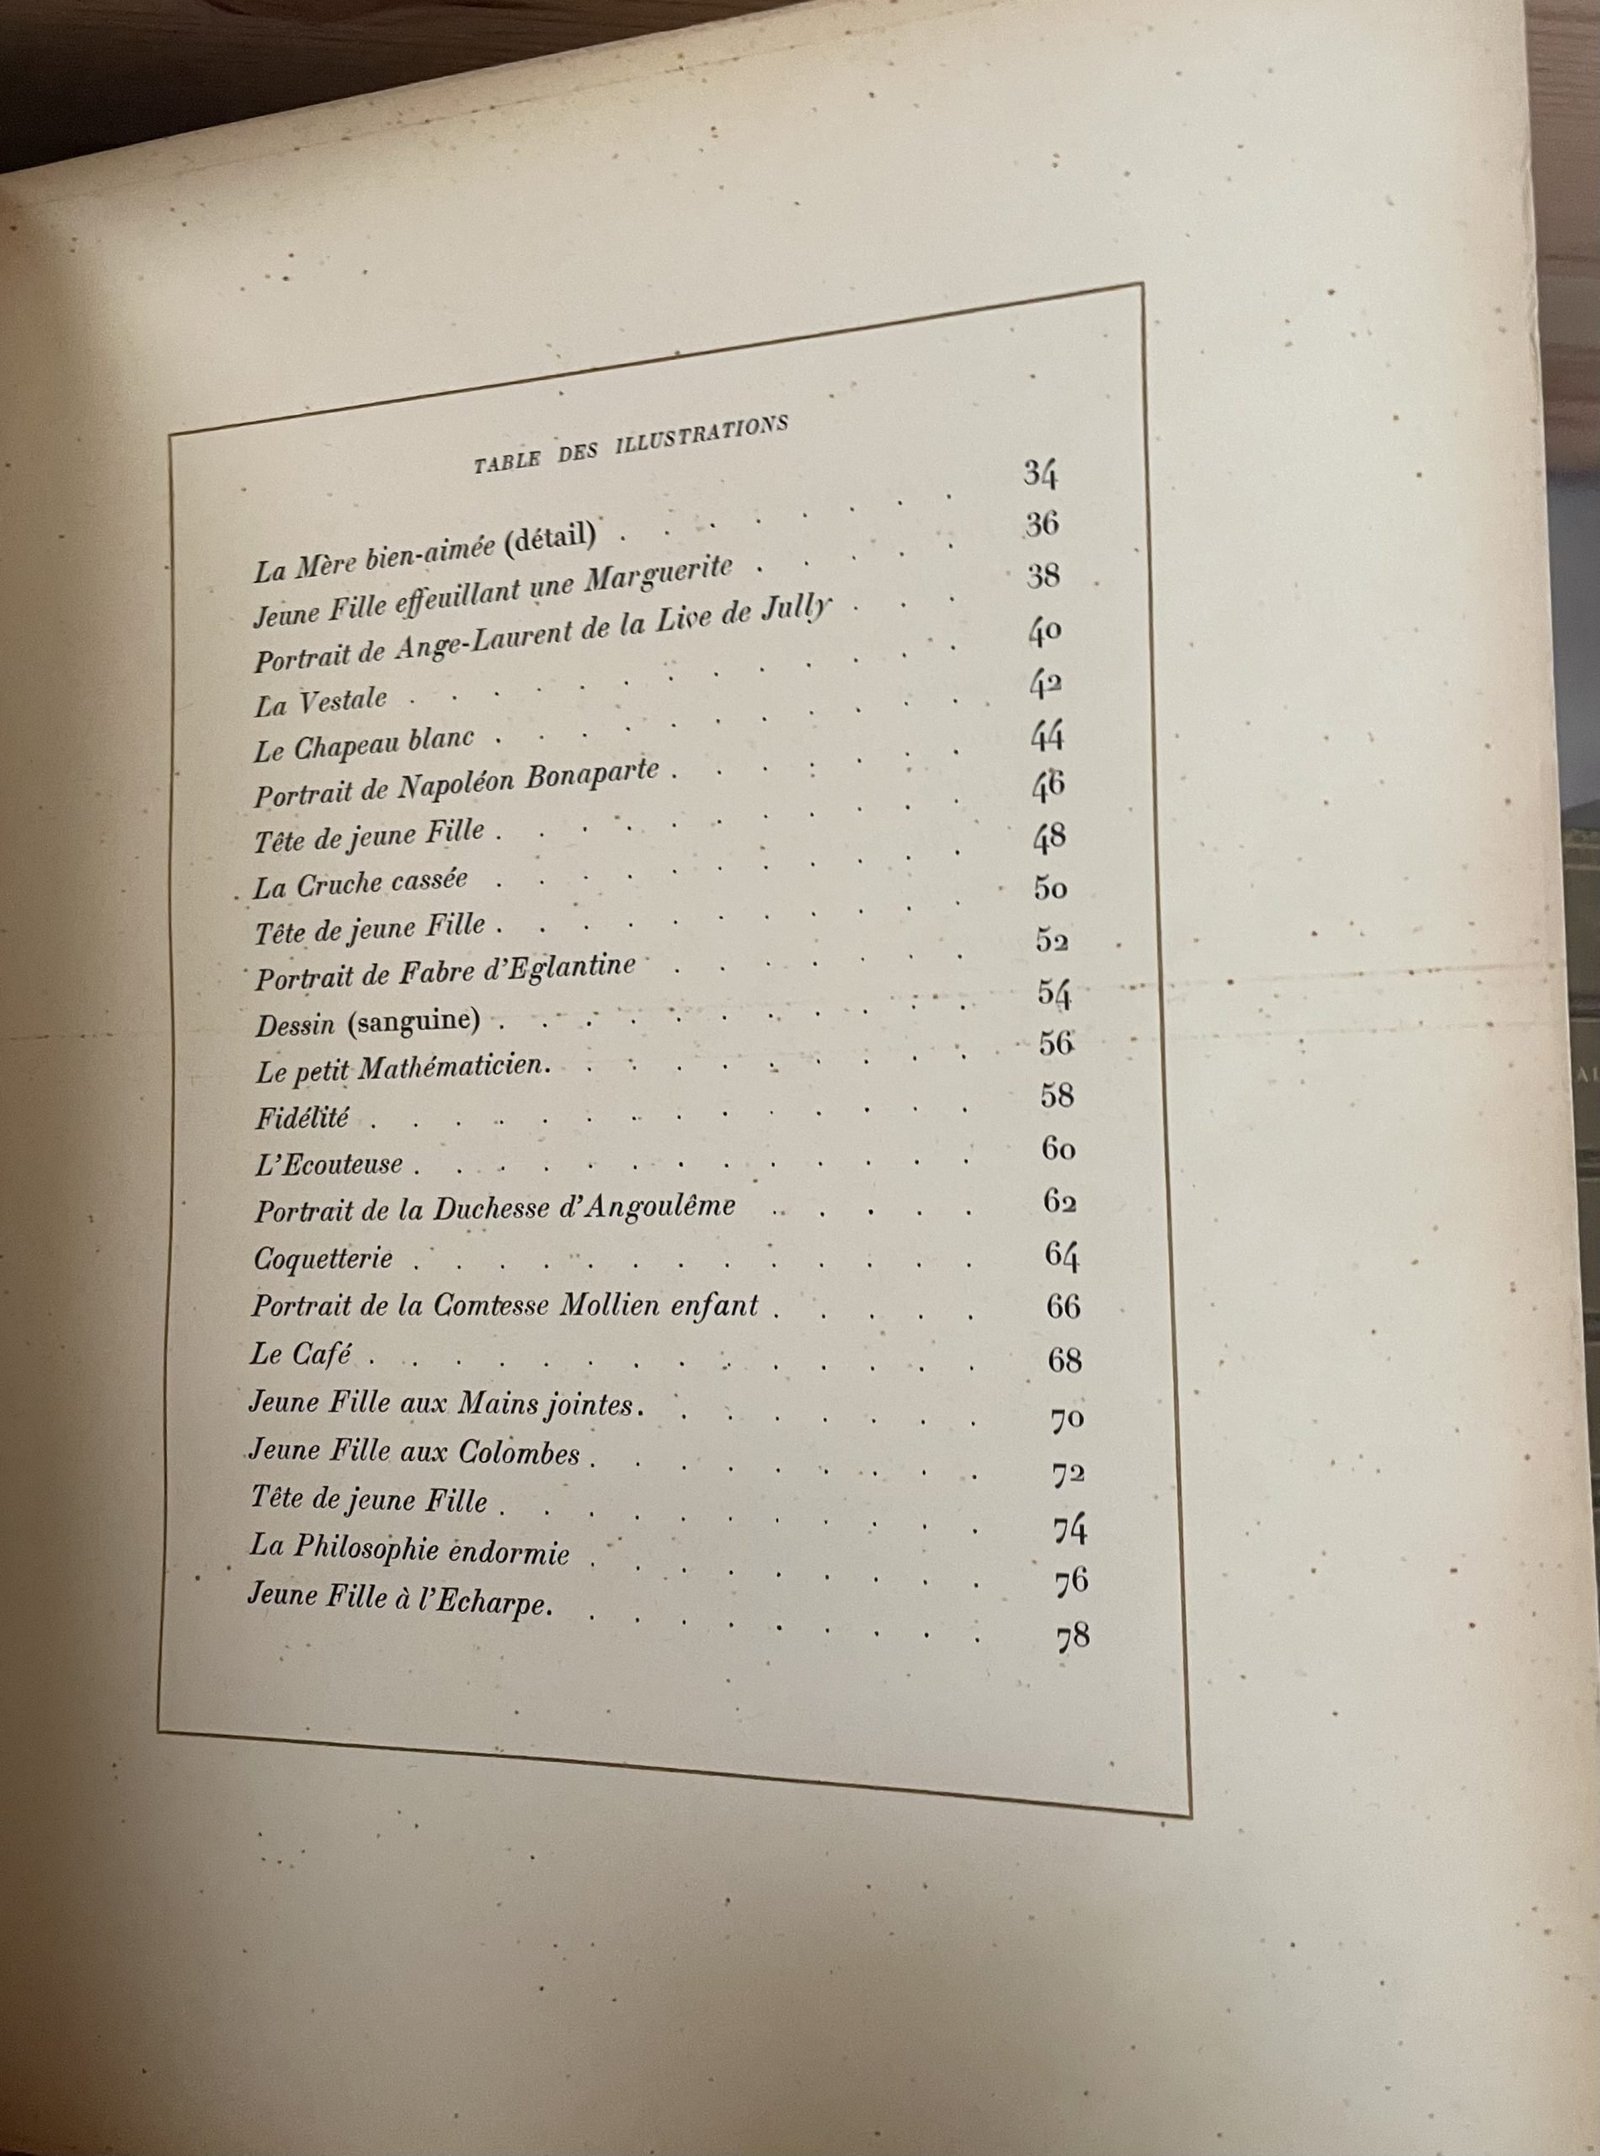 TABLE DES ILLUSTRATIONS
La Mère bien-aimée (détail) . . . . . . . . 34
Jeune Fille effeuillant une Marguerite . . . . . 36
Portrait de Ange-Laurent de la Live de Jully . . . 38
La Vestale . . . . . . . . . . . . . 40
Le Chapeau blanc . . . . . . . . . . . 42
Portrait de Napoléon Bonaparte . . . . . . . 44
Tête de jeune Fille . . . . . . . . . . . 46
La Cruche cassée . . . . . . . . . . . 48
Tête de jeune Fille . . . . . . . . . . . 50
Portrait de Fabre d'Eglantine . . . . . . . 52
Dessin (sanguine) . . . . . . . . . . . 54
Le petit Mathématicien. . . . . . . . . . 56
Fidélité . . . . . . . . . . . . . . 58
L'Ecouteuse . . . . . . . . . . . . . 60
Portrait de la Duchesse d'Angoulême . . . . . 62
Coquetterie . . . . . . . . . . . . . 64
Portrait de la Comtesse Mollien enfant . . . . . 66
Le Café . . . . . . . . . . . . . . 68
Jeune Fille aux Mains jointes. . . . . . . . 70
Jeune Fille aux Colombes . . . . . . . . . 72
Tête de jeune Fille . . . . . . . . . . . 74
La Philosophie endormie . . . . . . . . . 76
Jeune Fille à l'Echarpe. . . . . . . . . . 78